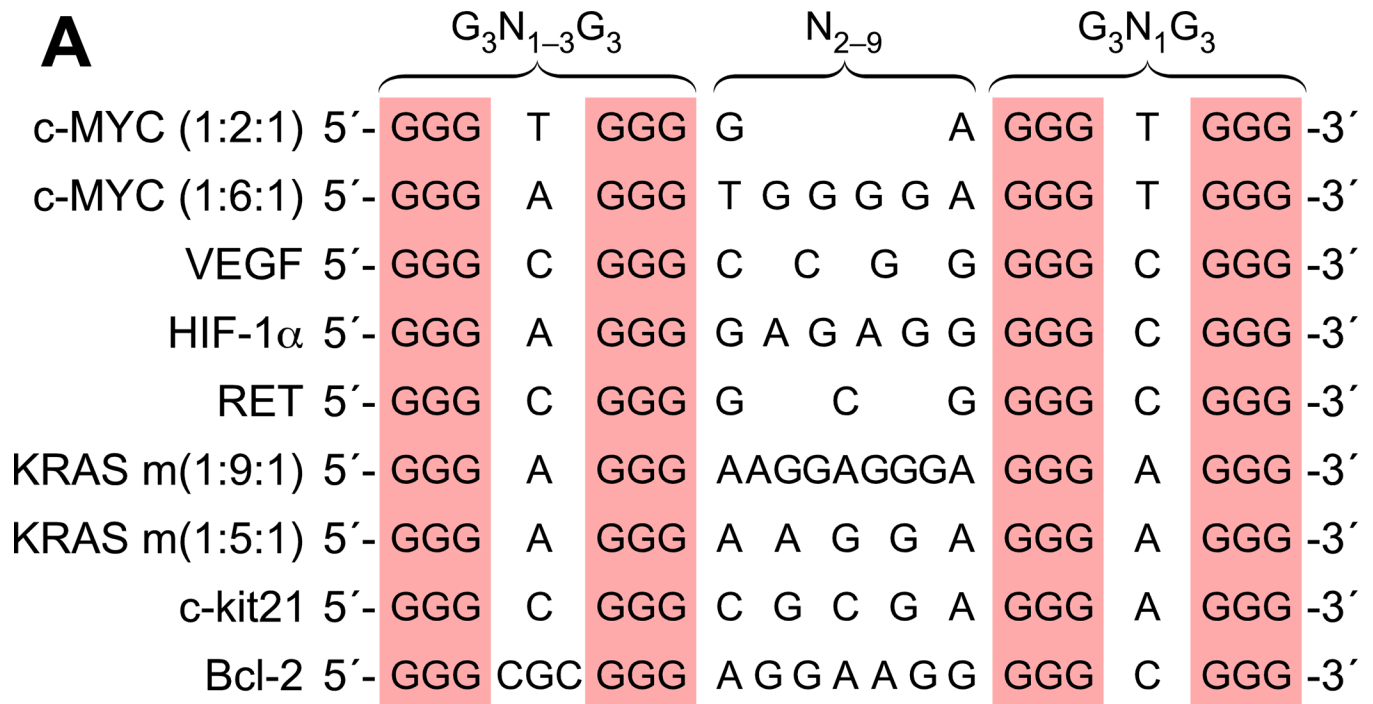 A
G3N1–3G3 N2–9 G3N1G3
c-MYC (1:2:1) 5´- GGG T GGG G A GGG T GGG -3´
c-MYC (1:6:1) 5´- GGG A GGG T G G G G A GGG T GGG -3´
VEGF 5´- GGG C GGG C C G G GGG C GGG -3´
HIF-1α 5´- GGG A GGG G A G A G G GGG C GGG -3´
RET 5´- GGG C GGG G C G GGG C GGG -3´
KRAS m(1:9:1) 5´- GGG A GGG AAGGAGGGA GGG A GGG -3´
KRAS m(1:5:1) 5´- GGG A GGG A A G G A GGG A GGG -3´
c-kit21 5´- GGG C GGG C G C G A GGG A GGG -3´
Bcl-2 5´- GGG CGC GGG A G G A A G G GGG C GGG -3´